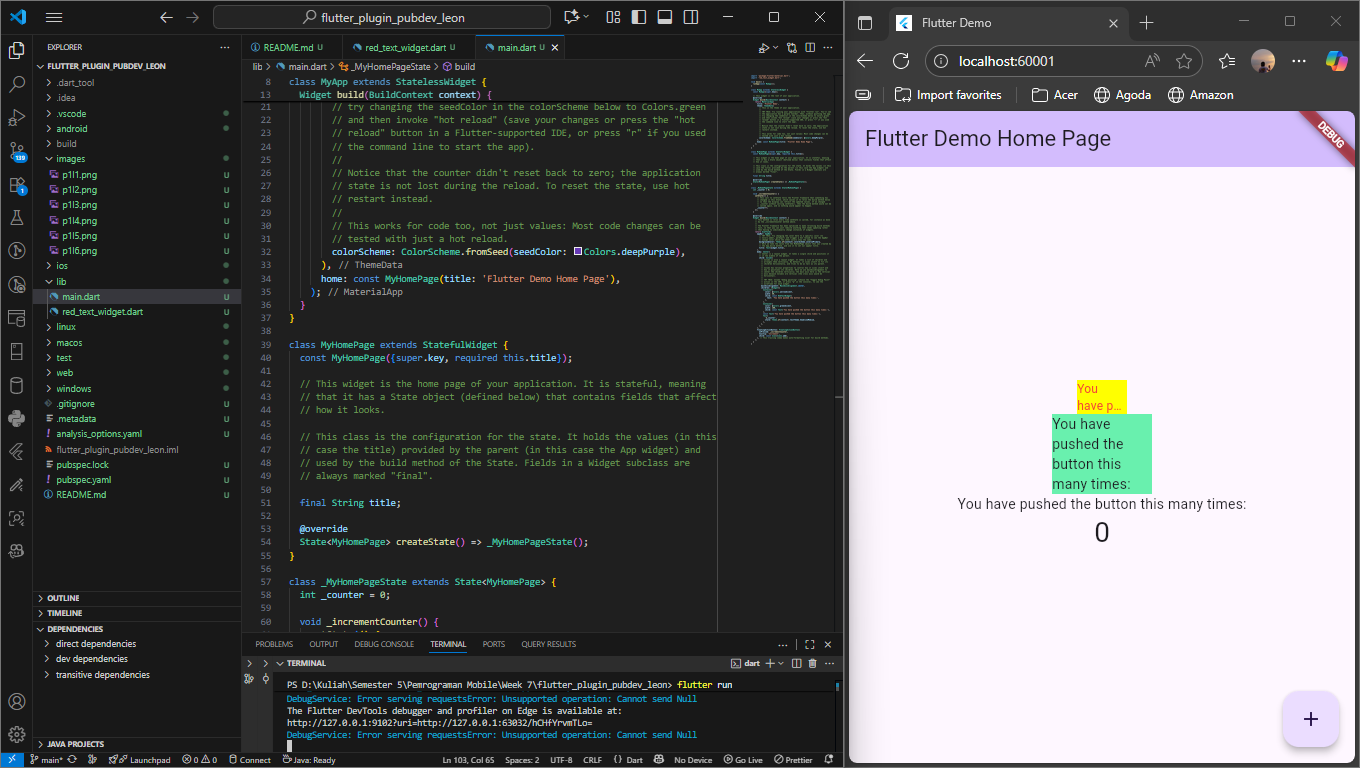 flutter_plugin_pubdev_leon
EXPLORER
FLUTTER_PLUGIN_PUBDEV_LEON
.dart_tool
.idea
.vscode
android
build
images
p1l1.png
p1l2.png
p1l3.png
p1l4.png
p1l5.png
p1l6.png
ios
lib
main.dart U
red_text_widget.dart U
linux
macos
test
web
windows
.gitignore U
.metadata U
analysis_options.yaml U
flutter_plugin_pubdev_leon.iml
pubspec.lock U
pubspec.yaml U
README.md U
139
1
OUTLINE
TIMELINE
DEPENDENCIES
direct dependencies
dev dependencies
transitive dependencies
JAVA PROJECTS
README.md U red_text_widget.dart U main.dart U
lib > main.dart > _MyHomePageState > build
8 class MyApp extends StatelessWidget {
13 Widget build(BuildContext context) {
21 // try changing the seedColor in the colorScheme below to Colors.green
22 // and then invoke "hot reload" (save your changes or press the "hot
23 // reload" button in a Flutter-supported IDE, or press "r" if you used
24 // the command line to start the app).
25 //
26 // Notice that the counter didn't reset back to zero; the application
27 // state is not lost during the reload. To reset the state, use hot
28 // restart instead.
29 //
30 // This works for code too, not just values: Most code changes can be
31 // tested with just a hot reload.
32 colorScheme: ColorScheme.fromSeed(seedColor: Colors.deepPurple),
33 ), // ThemeData
34 home: const MyHomePage(title: 'Flutter Demo Home Page'),
35 ); // MaterialApp
36 }
37 }
38
39 class MyHomePage extends StatefulWidget {
40 const MyHomePage({super.key, required this.title});
41
42 // This widget is the home page of your application. It is stateful, meaning
43 // that it has a State object (defined below) that contains fields that affect
44 // how it looks.
45
46 // This class is the configuration for the state. It holds the values (in this
47 // case the title) provided by the parent (in this case the App widget) and
48 // used by the build method of the State. Fields in a Widget subclass are
49 // always marked "final".
50
51 final String title;
52
53 @override
54 State<MyHomePage> createState() => _MyHomePageState();
55 }
56
57 class _MyHomePageState extends State<MyHomePage> {
58 int _counter = 0;
59
60 void _incrementCounter() {
PROBLEMS OUTPUT DEBUG CONSOLE TERMINAL PORTS QUERY RESULTS
TERMINAL dart
PS D:\Kuliah\Semester 5\Pemrograman Mobile\Week 7\flutter_plugin_pubdev_leon> flutter run
DebugService: Error serving requestsError: Unsupported operation: Cannot send Null
The Flutter DevTools debugger and profiler on Edge is available at:
http://127.0.0.1:9102?uri=http://127.0.0.1:63032/hCHfYrvmTLo=
DebugService: Error serving requestsError: Unsupported operation: Cannot send Null
main* Launchpad 0 0 Connect Java: Ready Ln 103, Col 65 Spaces: 2 UTF-8 CRLF {} Dart No Device Go Live Prettier
Flutter Demo
localhost:60001
Import favorites Acer Agoda Amazon
Flutter Demo Home Page
DEBUG
You
have p…
You have
pushed the
button this
many times:
You have pushed the button this many times:
0